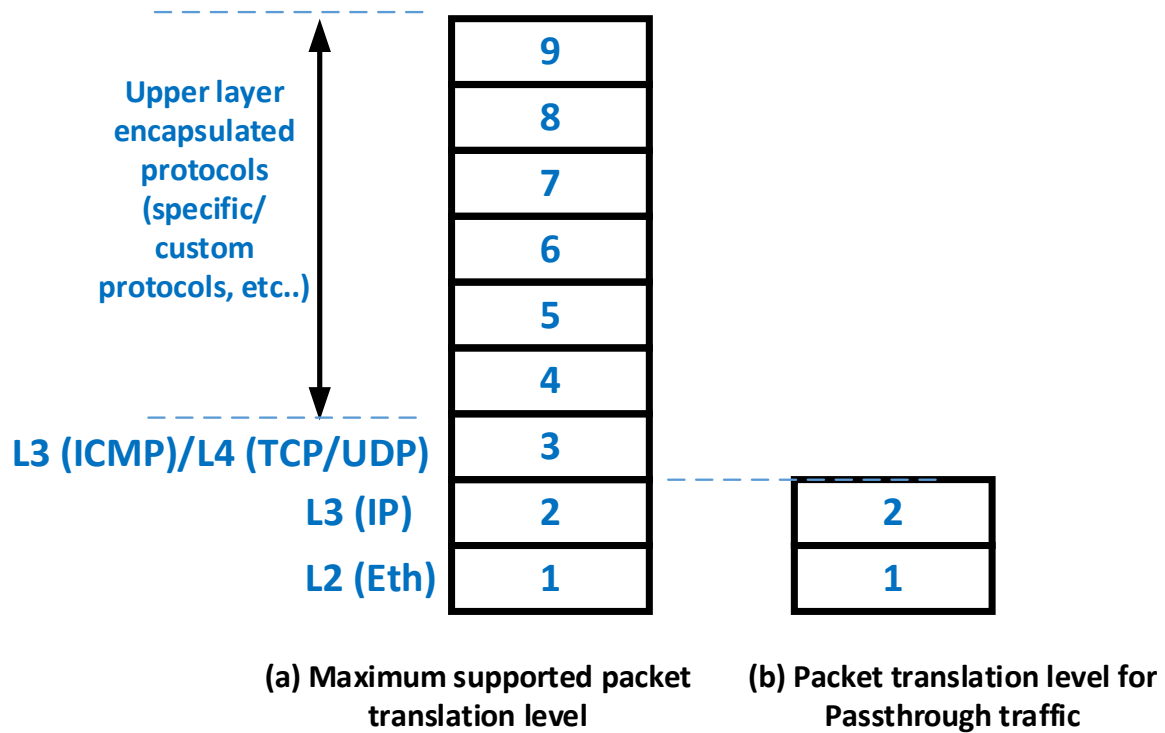 Upper layer
encapsulated
protocols
(specific/
custom
protocols, etc..)
9
8
7
6
5
4
L3 (ICMP)/L4 (TCP/UDP) 3
L3 (IP) 2 2
L2 (Eth) 1 1
(a) Maximum supported packet
translation level
(b) Packet translation level for
Passthrough traffic